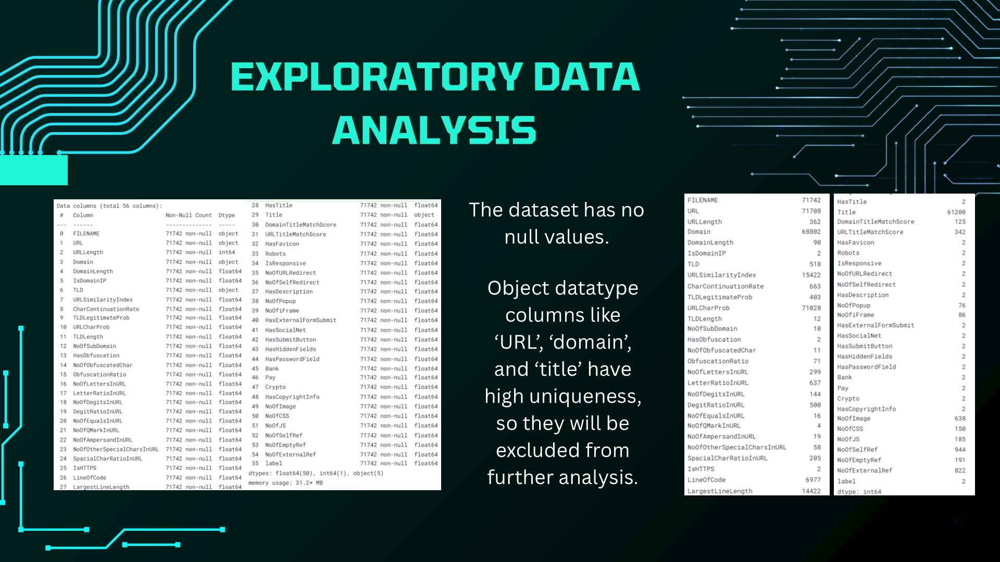 EXPLORATORY DATA
ANALYSIS
Data columns (total 56 columns):
# Column Non-Null Count Dtype
--- ------ -------------- -----
0 FILENAME 71742 non-null object
1 URL 71742 non-null object
2 URLLength 71742 non-null int64
3 Domain 71742 non-null object
4 DomainLength 71742 non-null float64
5 IsDomainIP 71742 non-null float64
6 TLD 71742 non-null object
7 URLSimilarityIndex 71742 non-null float64
8 CharContinuationRate 71742 non-null float64
9 TLDLegitimateProb 71742 non-null float64
10 URLCharProb 71742 non-null float64
11 TLDLength 71742 non-null float64
12 NoOfSubDomain 71742 non-null float64
13 HasObfuscation 71742 non-null float64
14 NoOfObfuscatedChar 71742 non-null float64
15 ObfuscationRatio 71742 non-null float64
16 NoOfLettersInURL 71742 non-null float64
17 LetterRatioInURL 71742 non-null float64
18 NoOfDegitsInURL 71742 non-null float64
19 DegitRatioInURL 71742 non-null float64
20 NoOfEqualsInURL 71742 non-null float64
21 NoOfQMarkInURL 71742 non-null float64
22 NoOfAmpersandInURL 71742 non-null float64
23 NoOfOtherSpecialCharsInURL 71742 non-null float64
24 SpacialCharRatioInURL 71742 non-null float64
25 IsHTTPS 71742 non-null float64
26 LineOfCode 71742 non-null float64
27 LargestLineLength 71742 non-null float64
28 HasTitle 71742 non-null float64
29 Title 71742 non-null object
30 DomainTitleMatchScore 71742 non-null float64
31 URLTitleMatchScore 71742 non-null float64
32 HasFavicon 71742 non-null float64
33 Robots 71742 non-null float64
34 IsResponsive 71742 non-null float64
35 NoOfURLRedirect 71742 non-null float64
36 NoOfSelfRedirect 71742 non-null float64
37 HasDescription 71742 non-null float64
38 NoOfPopup 71742 non-null float64
39 NoOfiFrame 71742 non-null float64
40 HasExternalFormSubmit 71742 non-null float64
41 HasSocialNet 71742 non-null float64
42 HasSubmitButton 71742 non-null float64
43 HasHiddenFields 71742 non-null float64
44 HasPasswordField 71742 non-null float64
45 Bank 71742 non-null float64
46 Pay 71742 non-null float64
47 Crypto 71742 non-null float64
48 HasCopyrightInfo 71742 non-null float64
49 NoOfImage 71742 non-null float64
50 NoOfCSS 71742 non-null float64
51 NoOfJS 71742 non-null float64
52 NoOfSelfRef 71742 non-null float64
53 NoOfEmptyRef 71742 non-null float64
54 NoOfExternalRef 71742 non-null float64
55 label 71742 non-null float64
dtypes: float64(50), int64(1), object(5)
memory usage: 31.2+ MB
The dataset has no
null values.
Object datatype
columns like
‘URL’, ‘domain’,
and ‘title’ have
high uniqueness,
so they will be
excluded from
further analysis.
FILENAME 71742
URL 71708
URLLength 362
Domain 68802
DomainLength 90
IsDomainIP 2
TLD 518
URLSimilarityIndex 15422
CharContinuationRate 663
TLDLegitimateProb 403
URLCharProb 71028
TLDLength 12
NoOfSubDomain 10
HasObfuscation 2
NoOfObfuscatedChar 11
ObfuscationRatio 71
NoOfLettersInURL 299
LetterRatioInURL 637
NoOfDegitsInURL 144
DegitRatioInURL 500
NoOfEqualsInURL 16
NoOfQMarkInURL 4
NoOfAmpersandInURL 19
NoOfOtherSpecialCharsInURL 58
SpacialCharRatioInURL 205
IsHTTPS 2
LineOfCode 6977
LargestLineLength 14422
HasTitle 2
Title 61200
DomainTitleMatchScore 125
URLTitleMatchScore 342
HasFavicon 2
Robots 2
IsResponsive 2
NoOfURLRedirect 2
NoOfSelfRedirect 2
HasDescription 2
NoOfPopup 76
NoOfiFrame 86
HasExternalFormSubmit 2
HasSocialNet 2
HasSubmitButton 2
HasHiddenFields 2
HasPasswordField 2
Bank 2
Pay 2
Crypto 2
HasCopyrightInfo 2
NoOfImage 638
NoOfCSS 150
NoOfJS 185
NoOfSelfRef 944
NoOfEmptyRef 191
NoOfExternalRef 822
label 2
dtype: int64
03